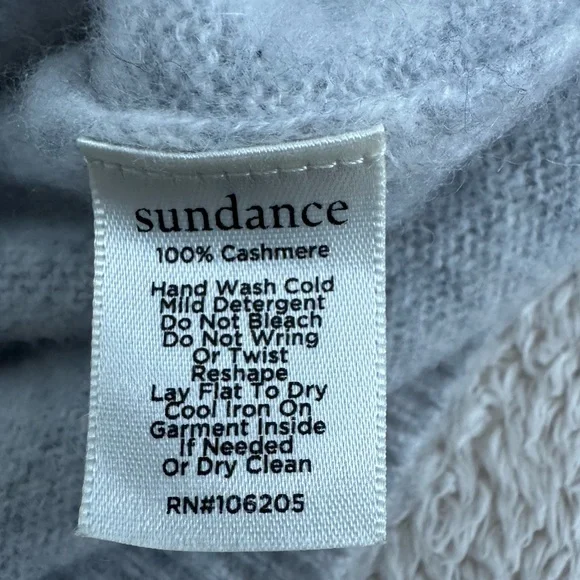 sundance
100% Cashmere
Hand Wash Cold
Mild Detergent
Do Not Bleach
Do Not Wring
Or Twist
Reshape
Lay Flat To Dry
Cool Iron On
Garment Inside
If Needed
Or Dry Clean
RN#106205